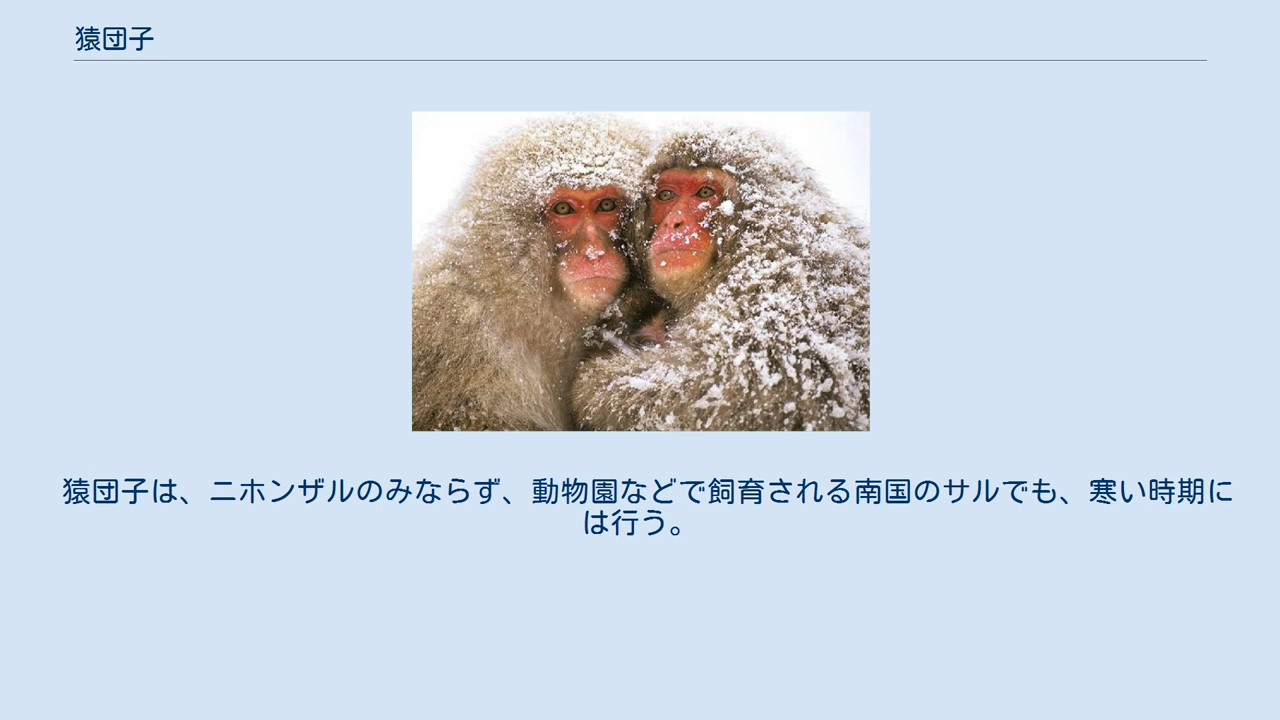 猿団子
猿団子は、ニホンザルのみならず、動物園などで飼育される南国のサルでも、寒い時期に
は行う。